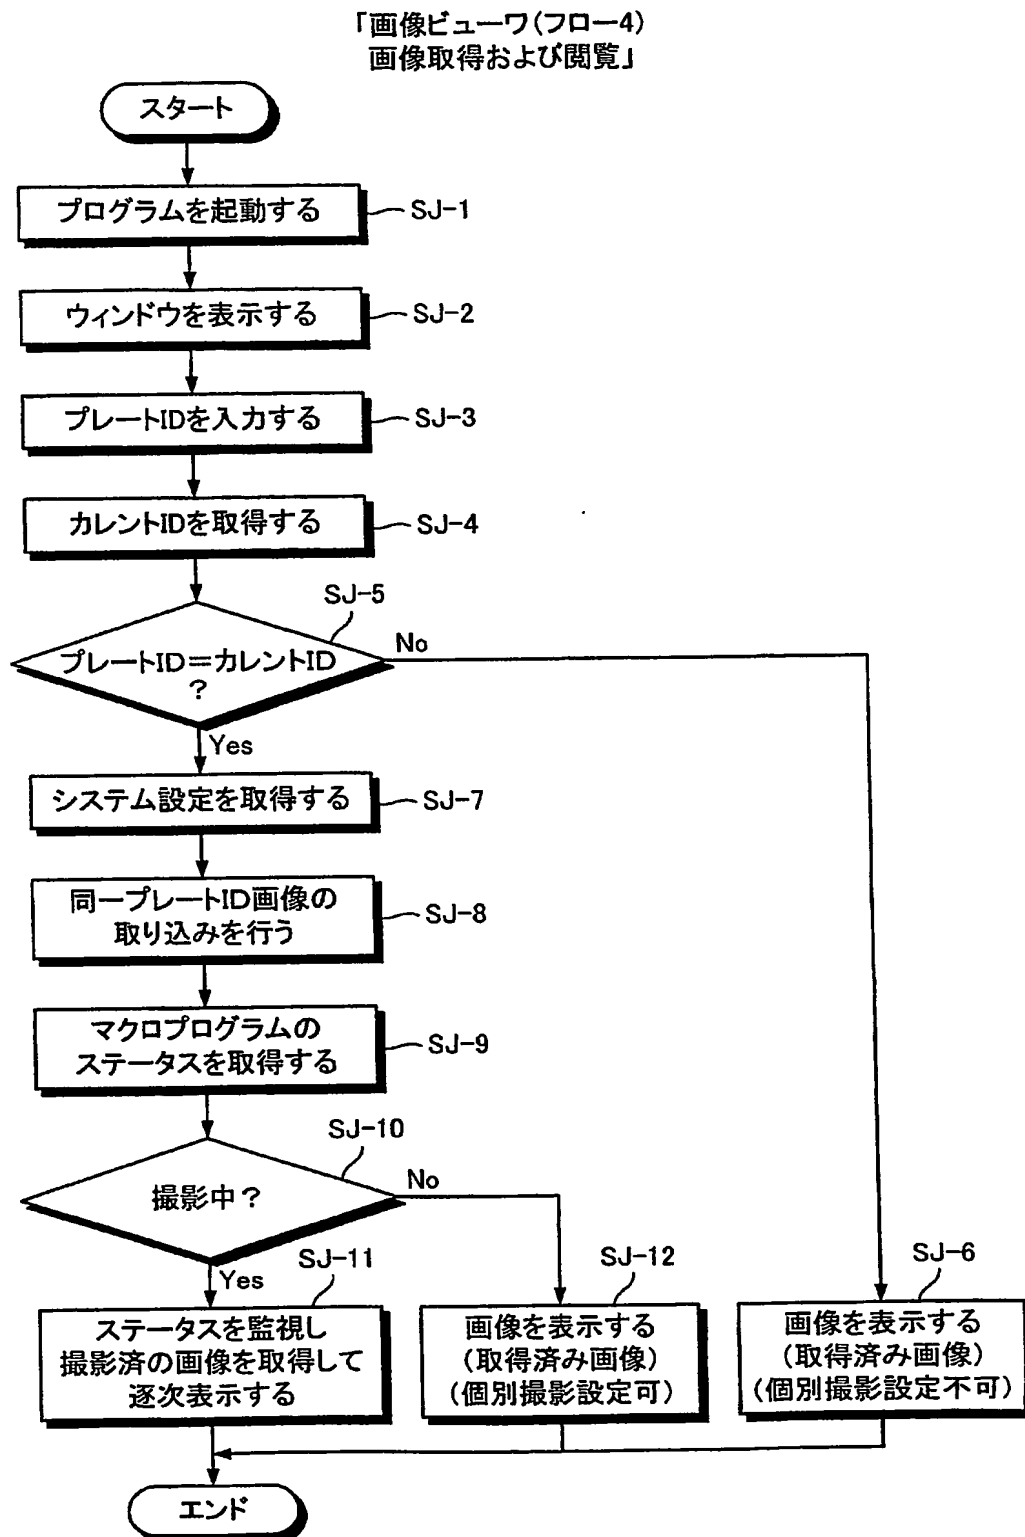 「画像ビューワ(フロー4)
画像取得および閲覧」
スタート
プログラムを起動する
SJ-1
ウィンドウを表示する
SJ-2
プレートIDを入力する
SJ-3
カレントIDを取得する
SJ-4
SJ-5
プレートID=カレントID
?
No
Yes
システム設定を取得する
SJ-7
同一プレートID画像の
取り込みを行う
SJ-8
マクロプログラムの
ステータスを取得する
SJ-9
SJ-10
撮影中?
No
Yes
SJ-11
ステータスを監視し
撮影済の画像を取得して
逐次表示する
SJ-12
画像を表示する
(取得済み画像)
(個別撮影設定可)
SJ-6
画像を表示する
(取得済み画像)
(個別撮影設定不可)
エンド